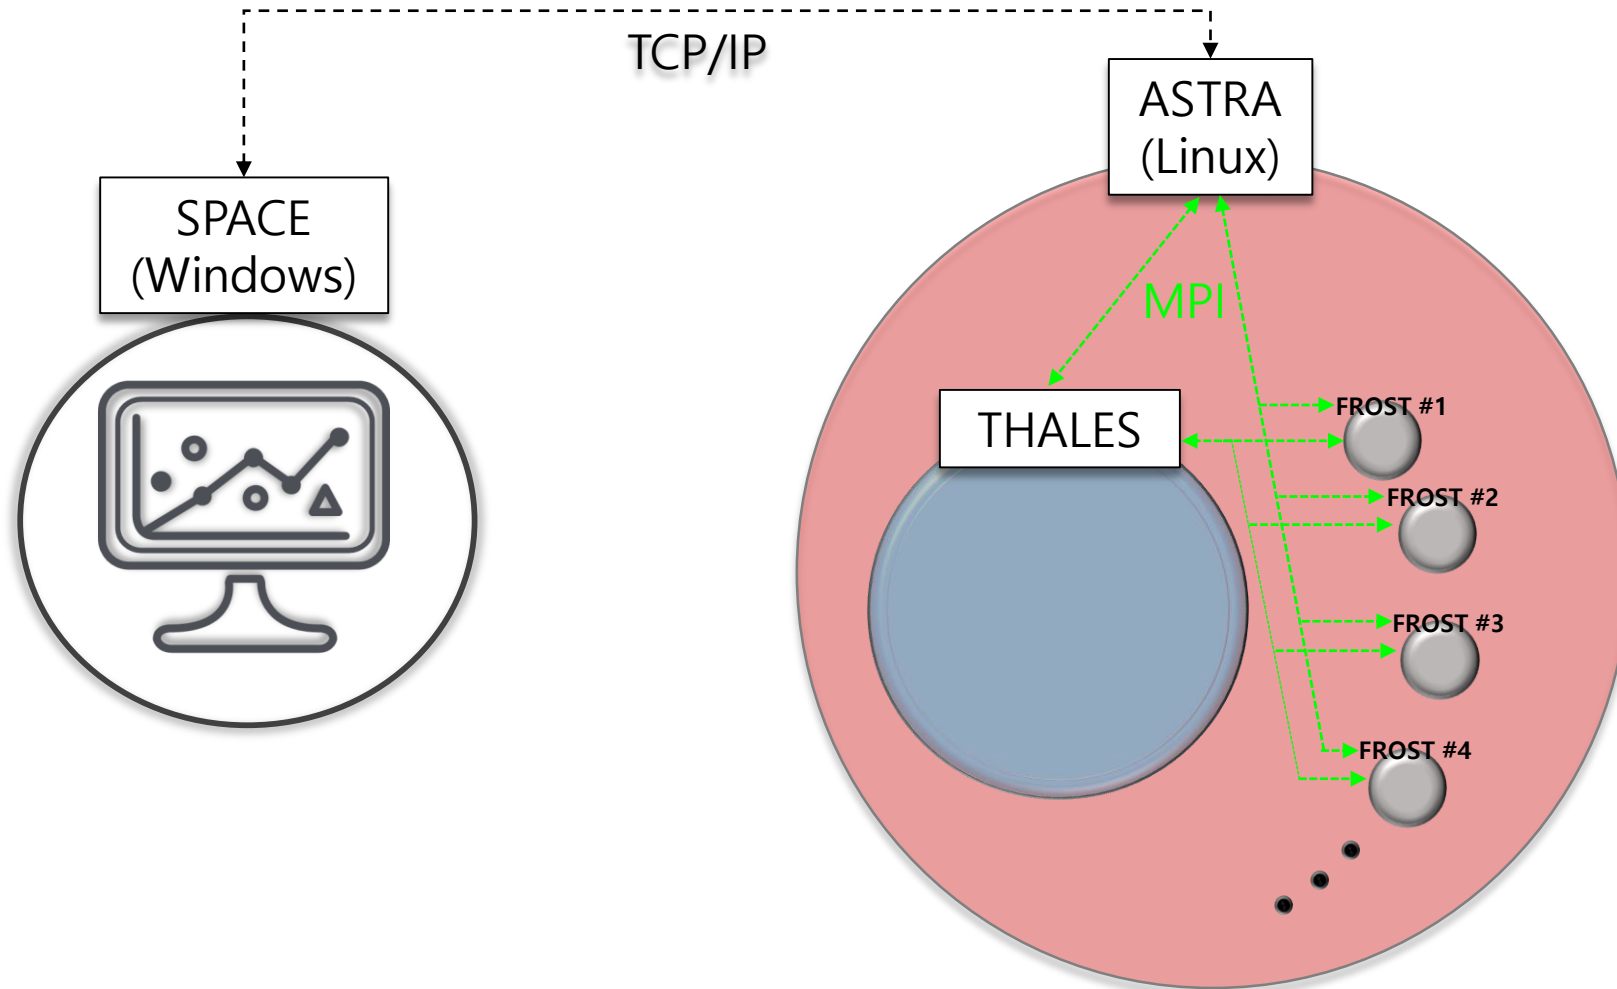 TCP/IP
ASTRA
(Linux)
SPACE
(Windows)
MPI
THALES
FROST #1
FROST #2
FROST #3
FROST #4